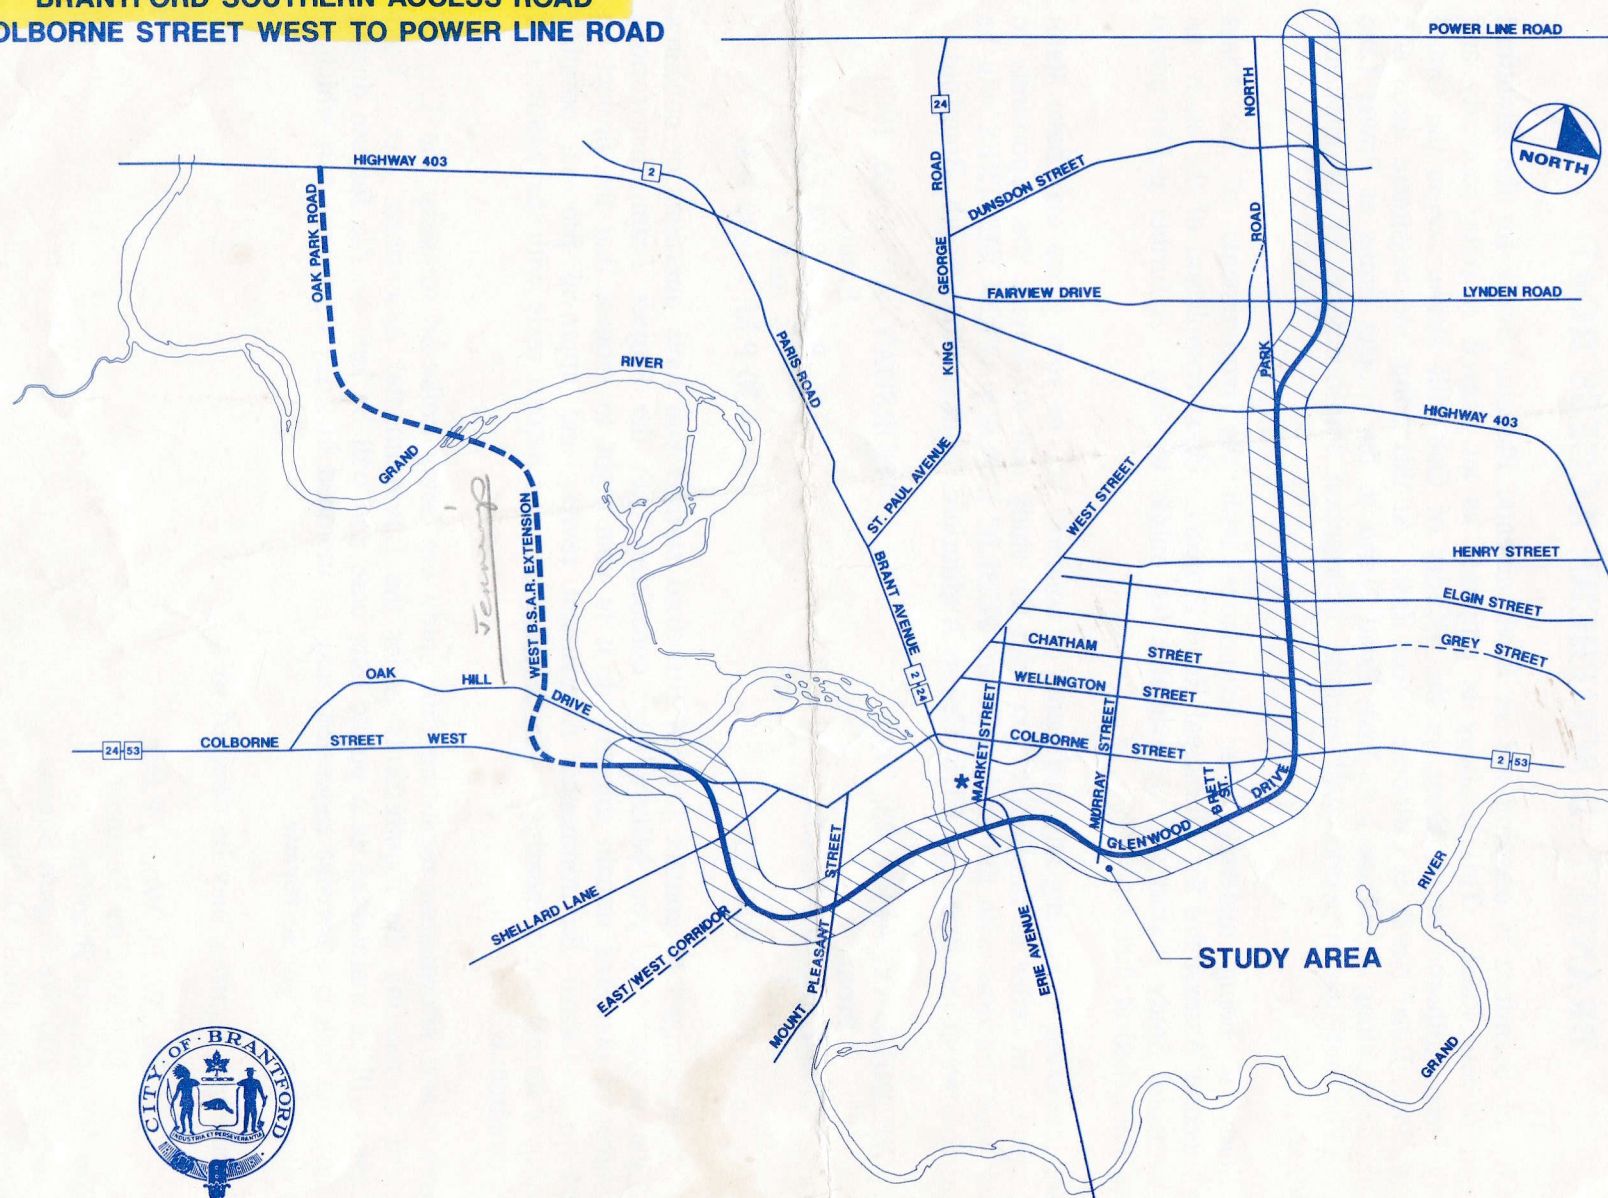 BRANTFORD SOUTHERN ACCESS ROAD
COLBORNE STREET WEST TO POWER LINE ROAD
POWER LINE ROAD
NORTH
24
NORTH
HIGHWAY 403
2
ROAD
DUNSDON STREET
OAK PARK ROAD
ROAD
GEORGE
FAIRVIEW DRIVE
LYNDEN ROAD
RIVER
PARIS ROAD
KING
PARK
HIGHWAY 403
GRAND
ST. PAUL AVENUE
WEST STREET
WEST B.S.A.R. EXTENSION
BRANT AVENUE
HENRY STREET
ELGIN STREET
CHATHAM STREET
GREY STREET
OAK HILL DRIVE
2 24
WELLINGTON STREET
MARKET STREET
MURRAY STREET
24 53
COLBORNE STREET WEST
COLBORNE STREET
2 53
*
BRETT ST.
GLENWOOD DRIVE
STREET
SHELLARD LANE
RIVER
EAST/WEST CORRIDOR
MOUNT PLEASANT
ERIE AVENUE
STUDY AREA
GRAND
CITY · OF · BRANTFORD
INDUSTRIA ET PERSEVERANTIA